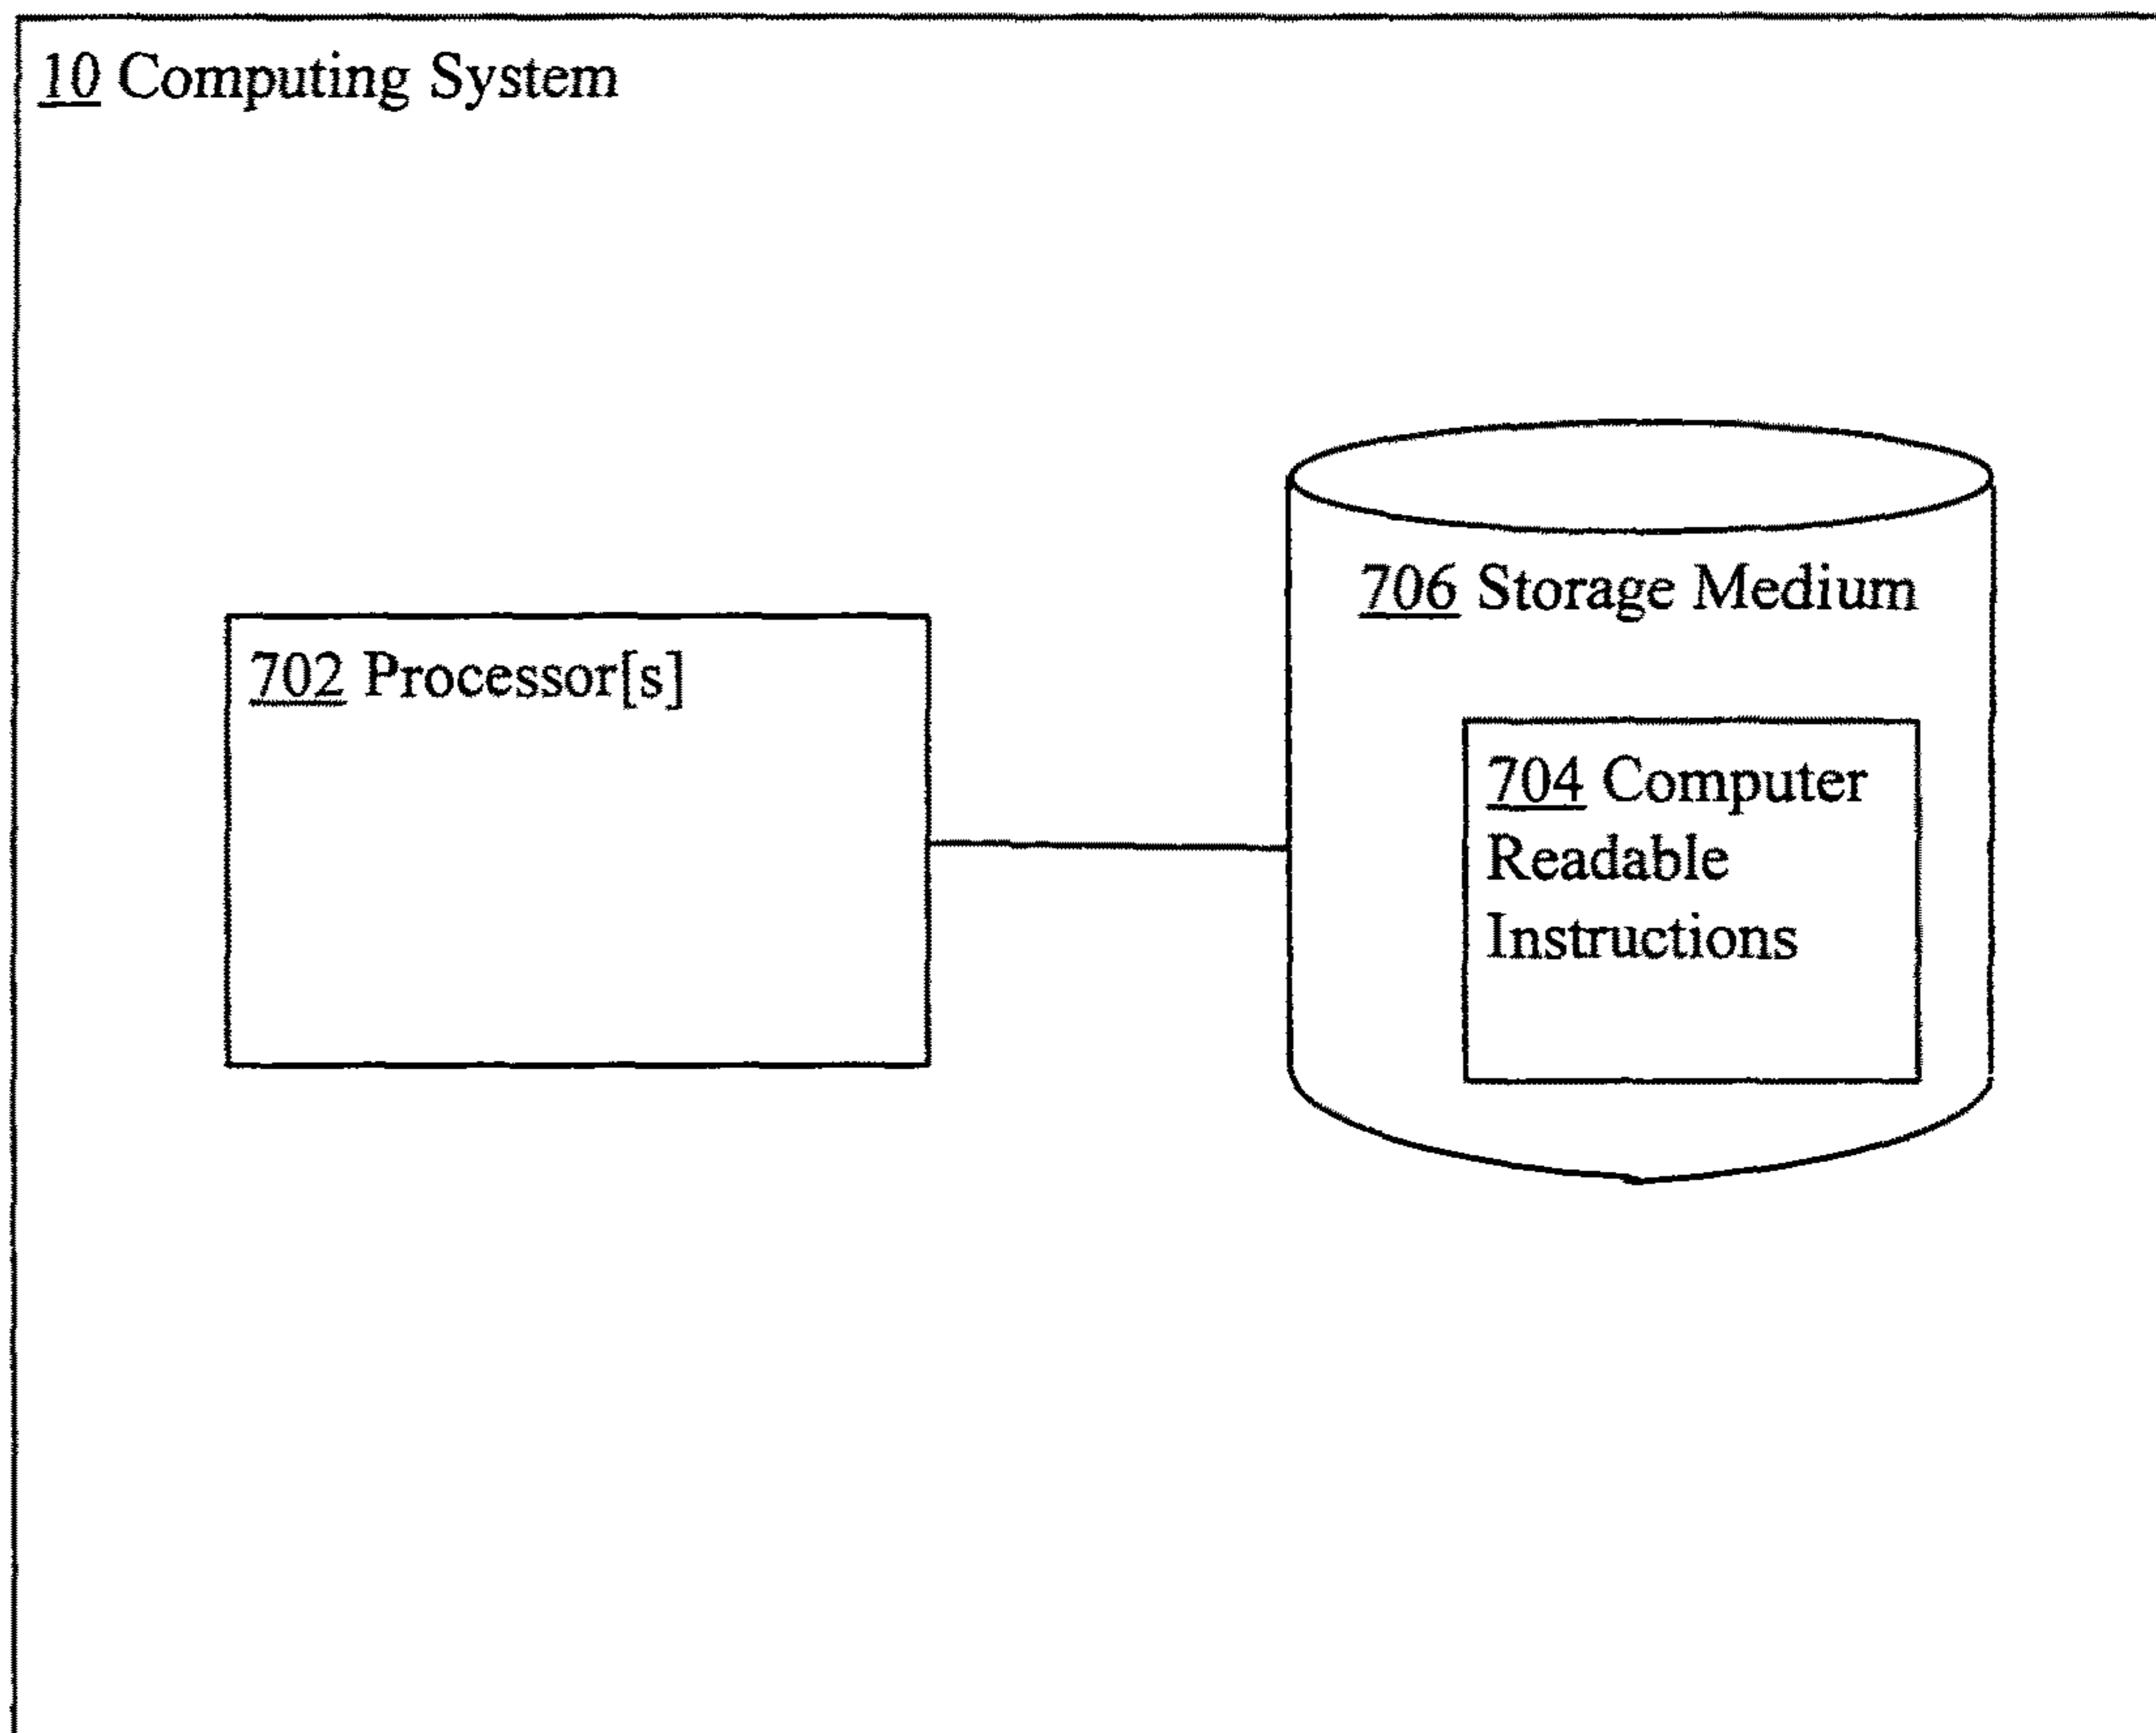 10 Computing System
706 Storage Medium
702 Processor[s]
704 Computer
Readable
Instructions